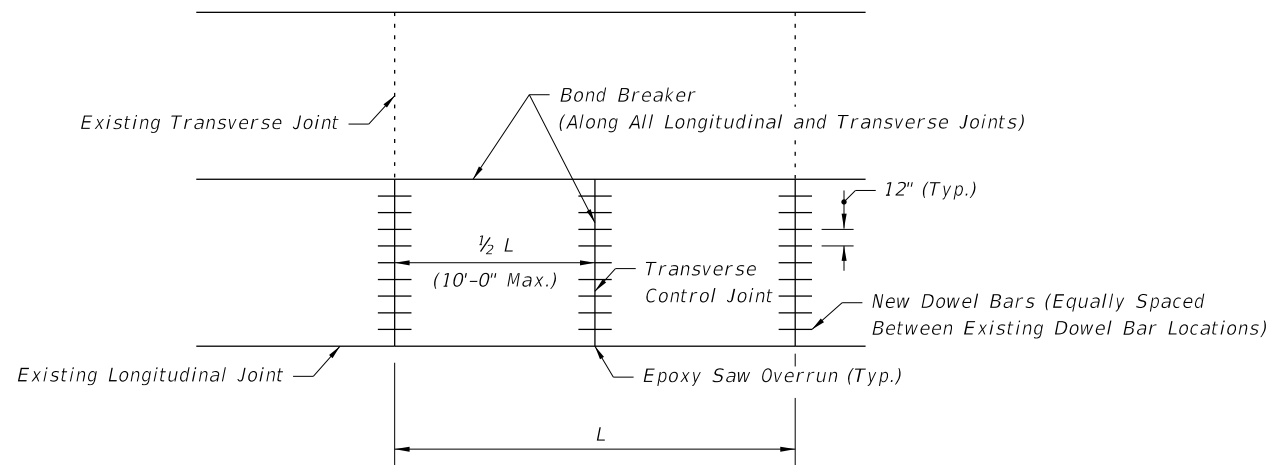 Bond Breaker
(Along All Longitudinal and Transverse Joints)
Existing Transverse Joint
12" (Typ.)
½ L
(10'-0" Max.)
Transverse
Control Joint
New Dowel Bars (Equally Spaced
Between Existing Dowel Bar Locations)
Existing Longitudinal Joint
Epoxy Saw Overrun (Typ.)
L